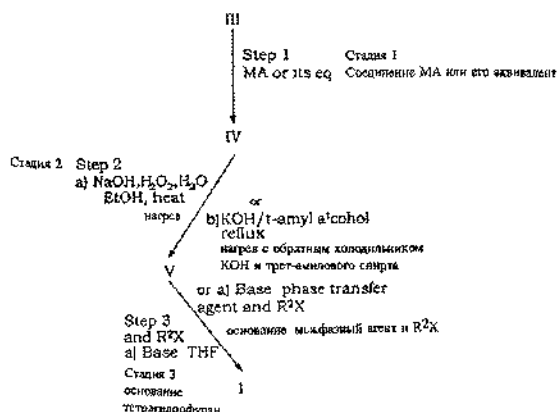 III
Step 1
MA or its eq
Стадия 1
Соединение МА или его эквивалент
IV
Стадия 2
Step 2
a) NaOH, H₂O₂, H₂O
EtOH, heat
нагрев
or
b) KOH/t-amyl alcohol
reflux
нагрев с обратным холодильником
КОН и трет-амилового спирта
V
or a) Base phase transfer
agent and R²X
основание межфазный агент и R²X
Step 3
and R²X
a) Base THF
Стадия 3
основание
тетрагидрофуран
I